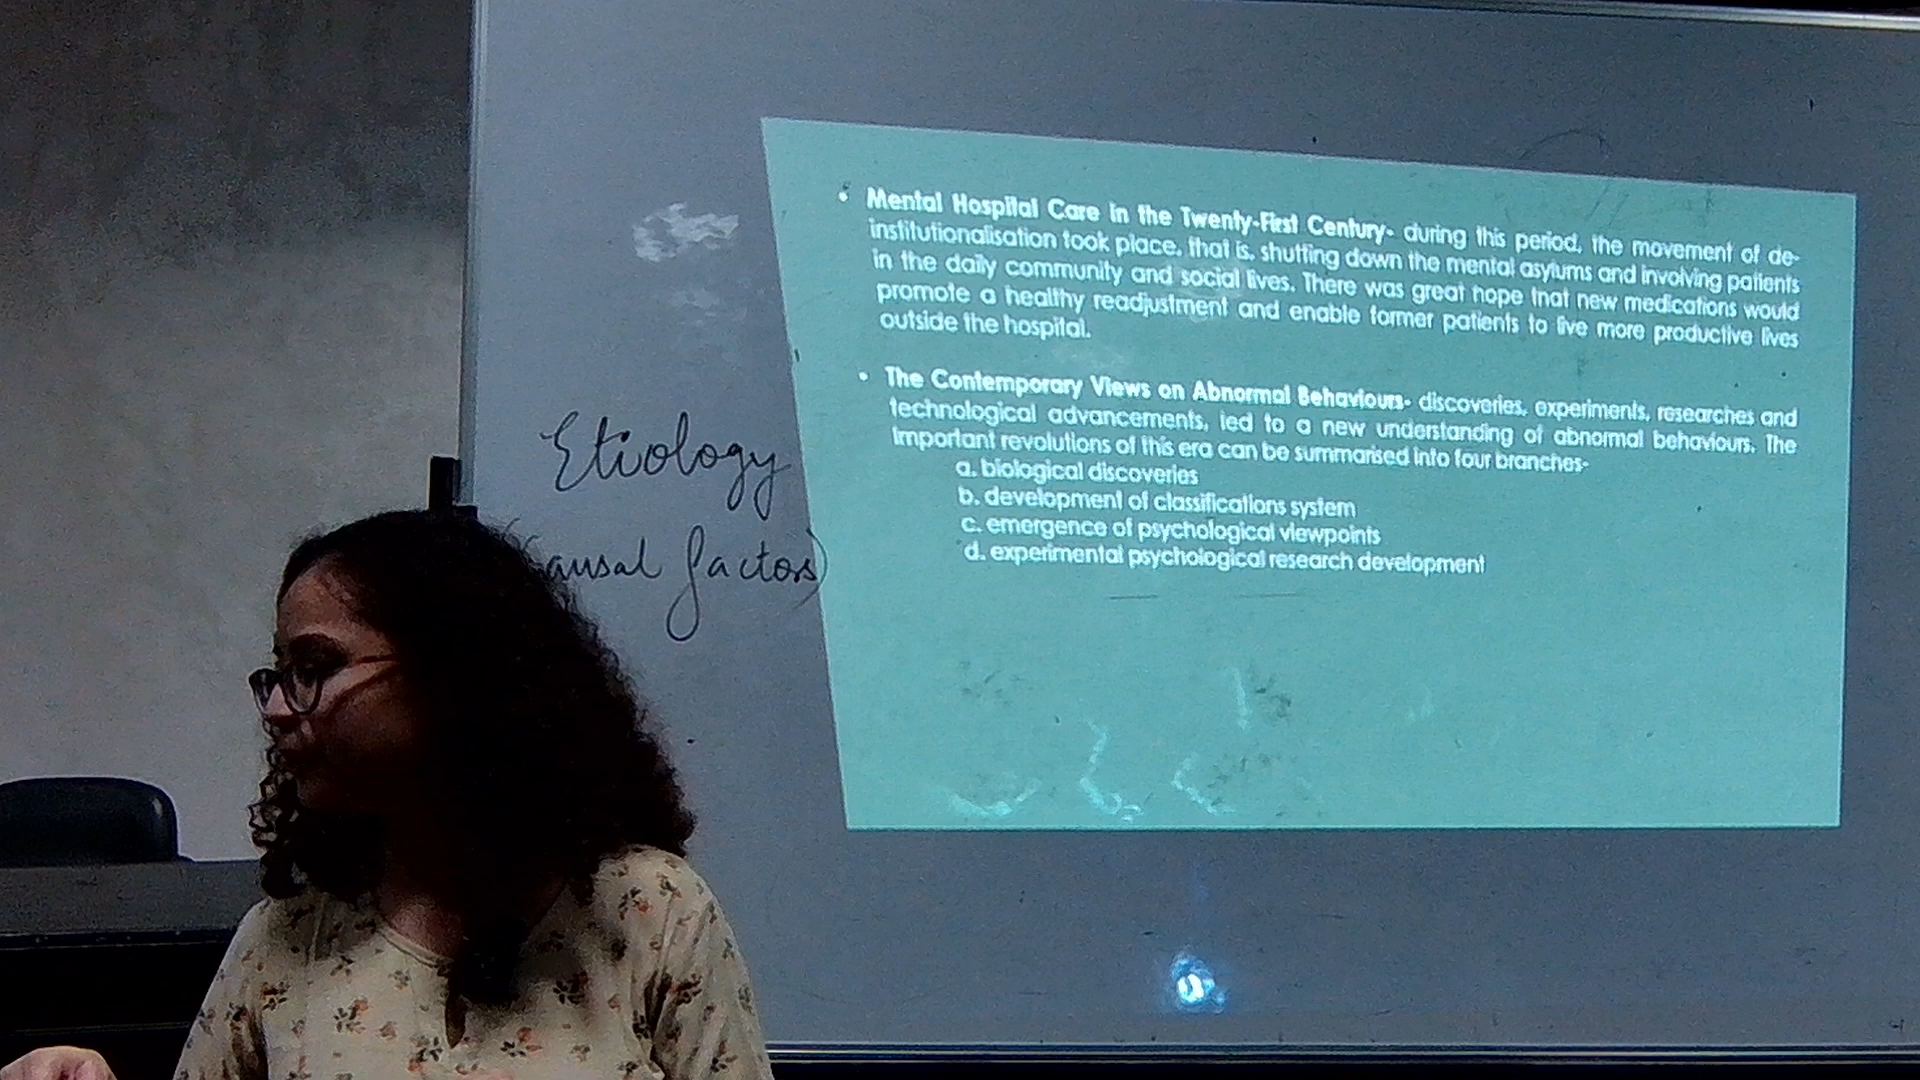 • Mental Hospital Care in the Twenty-First Century- during this period, the movement of de-
institutionalisation took place, that is, shutting down the mental asylums and involving patients
in the daily community and social lives. There was great hope that new medications would
promote a healthy readjustment and enable former patients to live more productive lives
outside the hospital.
• The Contemporary Views on Abnormal Behaviours- discoveries, experiments, researches and
technological advancements, led to a new understanding of abnormal behaviours. The
important revolutions of this era can be summarised into four branches-
a. biological discoveries
b. development of classifications system
c. emergence of psychological viewpoints
d. experimental psychological research development
Etiology
ausal factors)